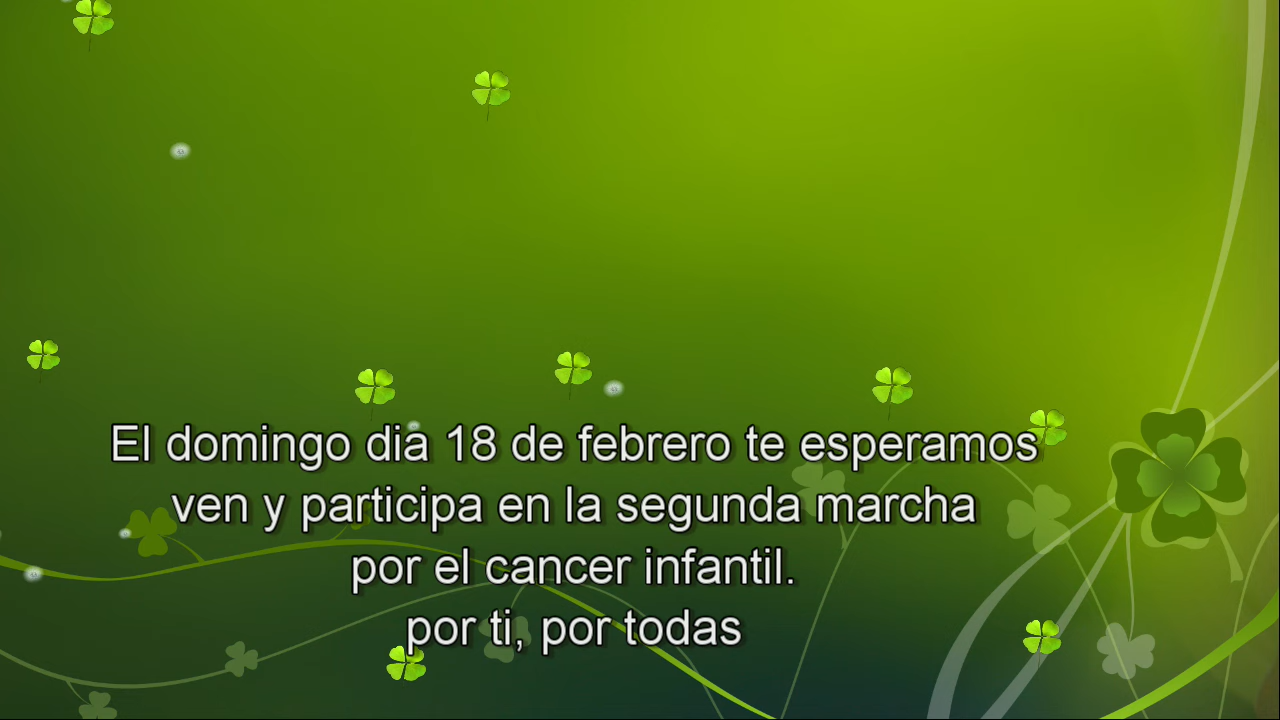 El domingo dia 18 de febrero te esperamos
ven y participa en la segunda marcha
por el cancer infantil.
por ti, por todas